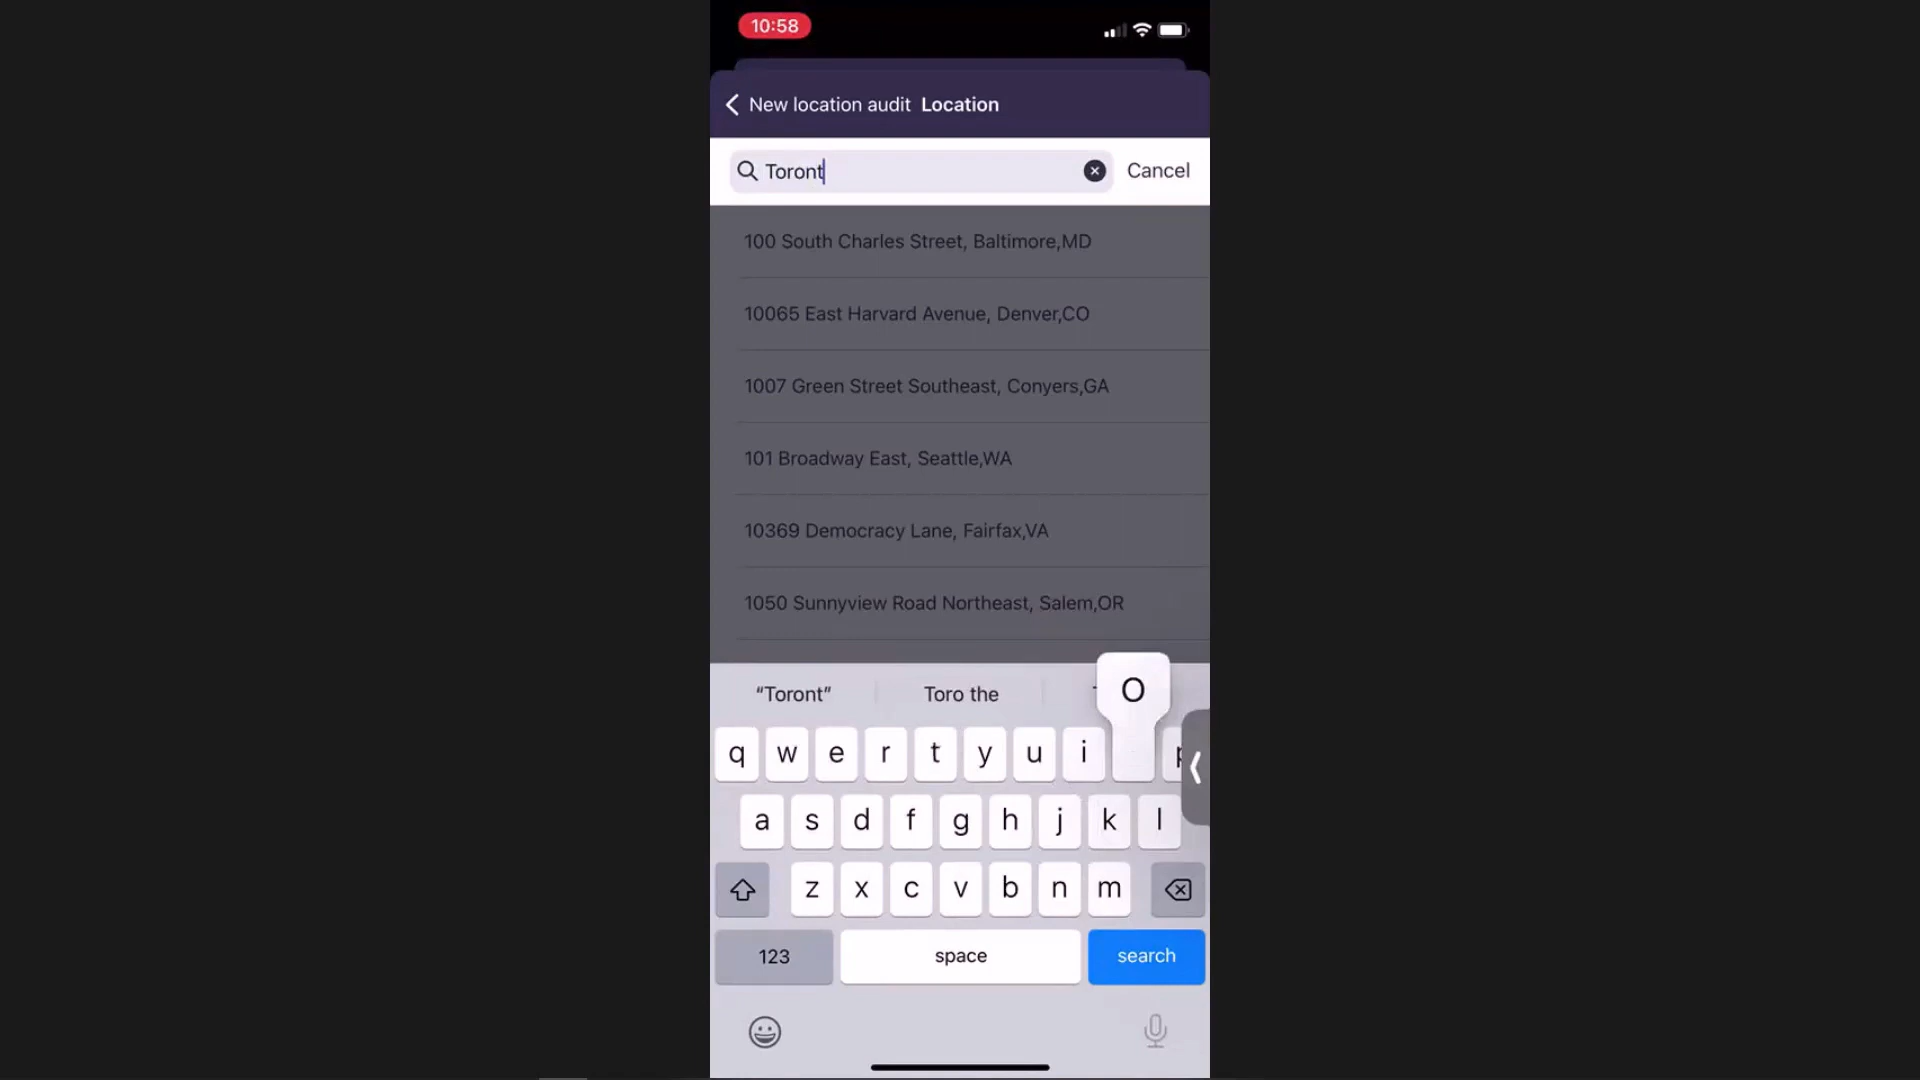 10:58
New location audit Location
Toront Cancel
100 South Charles Street, Baltimore,MD
10065 East Harvard Avenue, Denver,CO
1007 Green Street Southeast, Conyers,GA
101 Broadway East, Seattle,WA
10369 Democracy Lane, Fairfax,VA
1050 Sunnyview Road Northeast, Salem,OR
“Toront” Toro the
q w e r t y u i O
a s d f g h j k l
z x c v b n m
123 space search